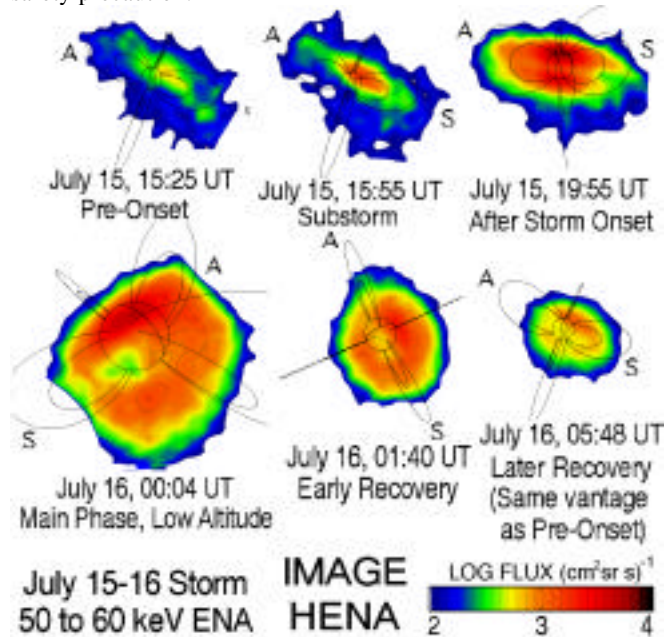 A
S
July 15, 15:25 UT
Pre-Onset
A
S
July 15, 15:55 UT
Substorm
A
S
July 15, 19:55 UT
After Storm Onset
A
S
July 16, 00:04 UT
Main Phase, Low Altitude
A
S
July 16, 01:40 UT
Early Recovery
A
S
July 16, 05:48 UT
Later Recovery
(Same vantage
as Pre-Onset)
July 15-16 Storm
50 to 60 keV ENA
IMAGE
HENA
LOG FLUX (cm²sr s)⁻¹
2 3 4